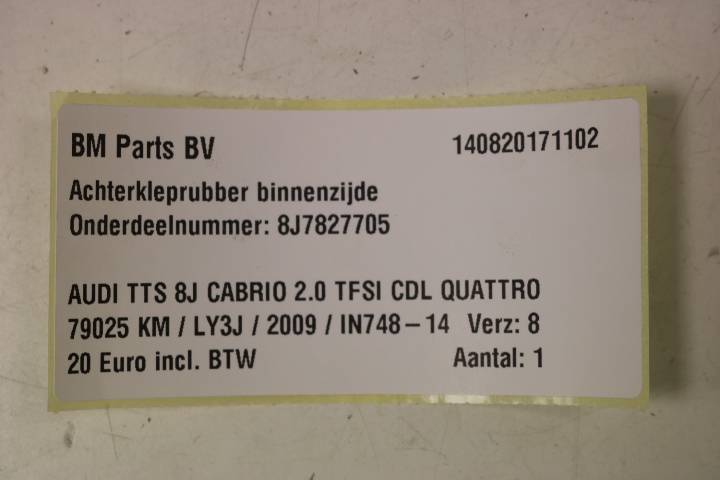 BM Parts BV 140820171102
Achterkleprubber binnenzijde
Onderdeelnummer: 8J7827705
AUDI TTS 8J CABRIO 2.0 TFSI CDL QUATTRO
79025 KM / LY3J / 2009 / IN748-14 Verz: 8
20 Euro incl. BTW Aantal: 1